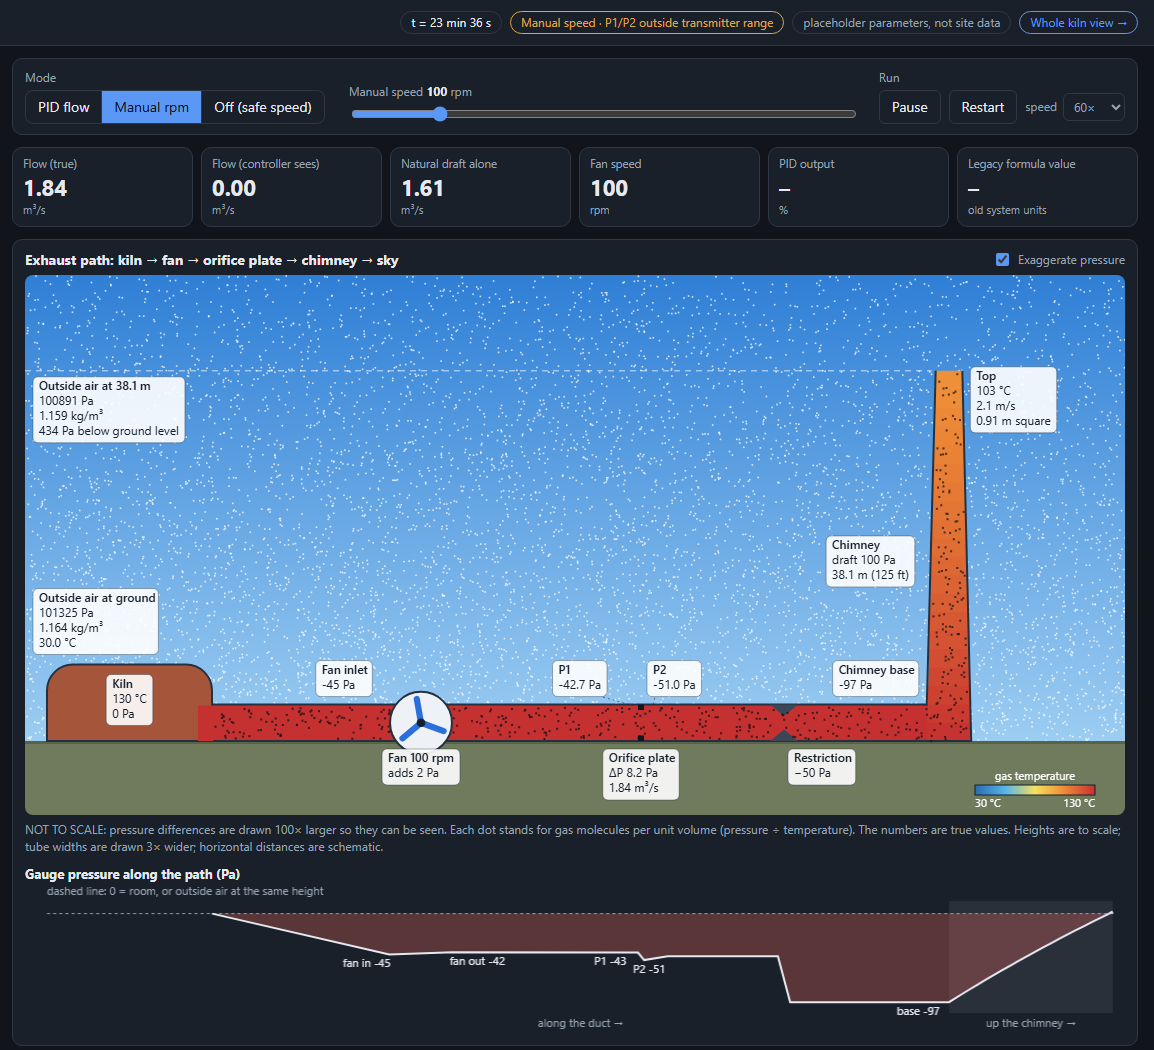 t = 23 min 36 s
Manual speed · P1/P2 outside transmitter range
placeholder parameters, not site data
Whole kiln view →
Mode
PID flow
Manual rpm
Off (safe speed)
Manual speed 100 rpm
Run
Pause
Restart
speed
60×
Flow (true)
1.84
m³/s
Flow (controller sees)
0.00
m³/s
Natural draft alone
1.61
m³/s
Fan speed
100
rpm
PID output
–
%
Legacy formula value
–
old system units
Exhaust path: kiln → fan → orifice plate → chimney → sky
Exaggerate pressure
Outside air at 38.1 m
100891 Pa
1.159 kg/m³
434 Pa below ground level
Top
103 °C
2.1 m/s
0.91 m square
Chimney
draft 100 Pa
38.1 m (125 ft)
Outside air at ground
101325 Pa
1.164 kg/m³
30.0 °C
Kiln
130 °C
0 Pa
Fan inlet
-45 Pa
P1
-42.7 Pa
P2
-51.0 Pa
Chimney base
-97 Pa
Fan 100 rpm
adds 2 Pa
Orifice plate
ΔP 8.2 Pa
1.84 m³/s
Restriction
−50 Pa
gas temperature
30 °C
130 °C
NOT TO SCALE: pressure differences are drawn 100× larger so they can be seen. Each dot stands for gas molecules per unit volume (pressure ÷ temperature). The numbers are true values. Heights are to scale;
tube widths are drawn 3× wider; horizontal distances are schematic.
Gauge pressure along the path (Pa)
dashed line: 0 = room, or outside air at the same height
fan in -45
fan out -42
P1 -43
P2 -51
base -97
along the duct →
up the chimney →